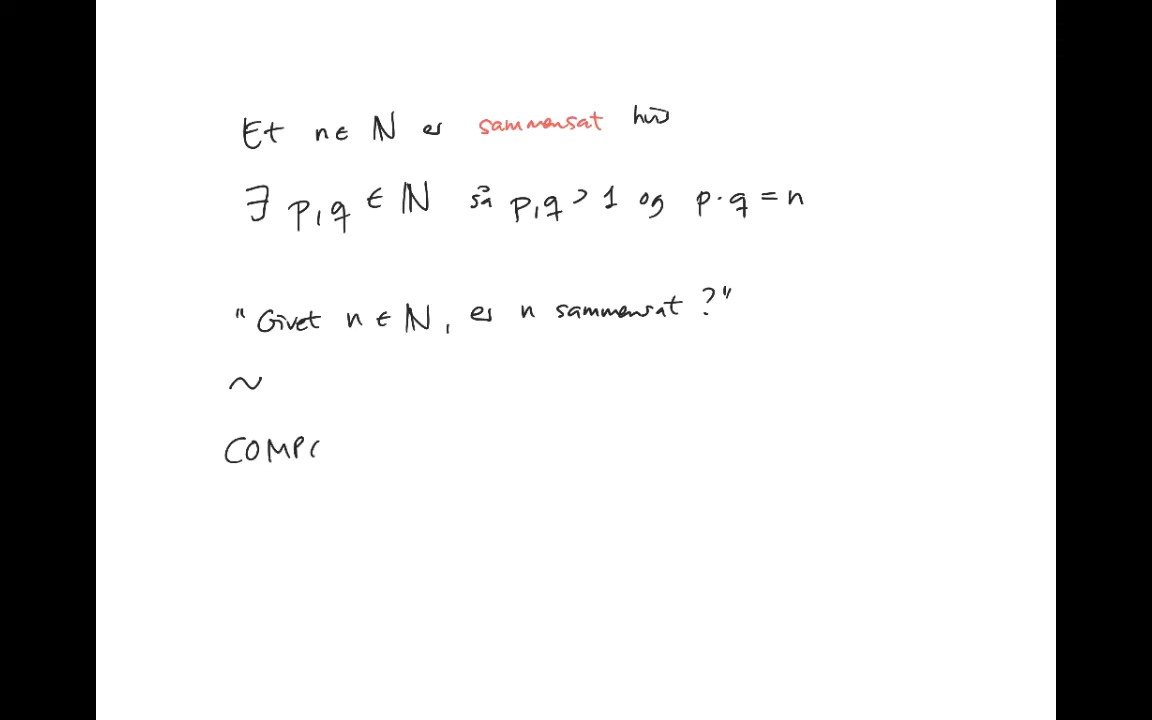 Et n ∈ ℕ er sammensat hvis
∃ p,q ∈ ℕ så p,q > 1 og p·q = n
"Givet n ∈ ℕ, er n sammensat?"
~
COMP(